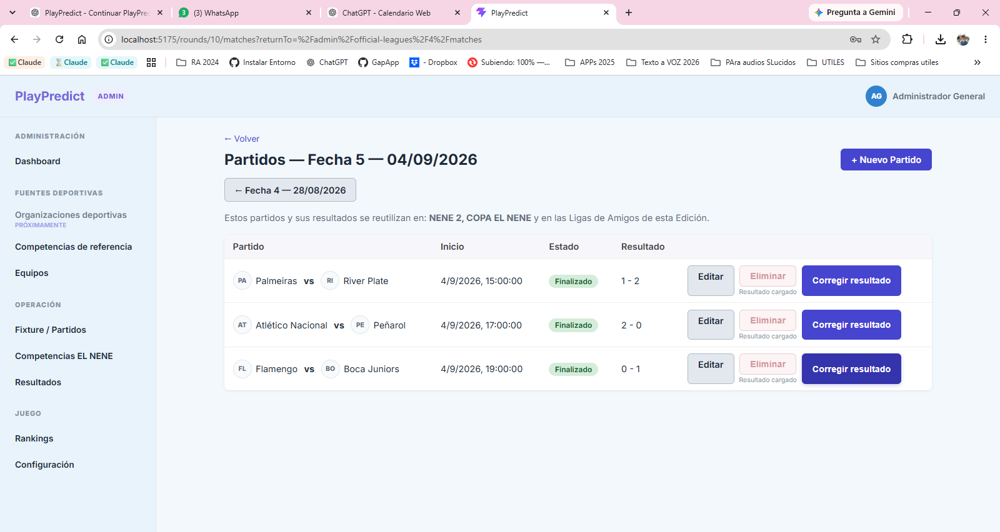 PlayPredict - Continuar PlayPred
3
(3) WhatsApp
ChatGPT - Calendario Web
PlayPredict
Pregunta a Gemini
localhost:5175/rounds/10/matches?returnTo=%2Fadmin%2Fofficial-leagues%2F4%2Fmatches
Claude
Claude
Claude
RA 2024
Instalar Entorno
ChatGPT
GapApp
- Dropbox
Subiendo: 100% —...
APPs 2025
Texto a VOZ 2026
PAra audios SLucidos
UTILES
Sitios compras utiles
PlayPredict
ADMIN
AG
Administrador General
ADMINISTRACIÓN
Dashboard
FUENTES DEPORTIVAS
Organizaciones deportivas
PRÓXIMAMENTE
Competencias de referencia
Equipos
OPERACIÓN
Fixture / Partidos
Competencias EL NENE
Resultados
JUEGO
Rankings
Configuración
← Volver
Partidos — Fecha 5 — 04/09/2026
+ Nuevo Partido
← Fecha 4 — 28/08/2026
Estos partidos y sus resultados se reutilizan en: NENE 2, COPA EL NENE y en las Ligas de Amigos de esta Edición.
Partido Inicio Estado Resultado
PA Palmeiras vs RI River Plate 4/9/2026, 15:00:00 Finalizado 1 - 2 Editar Eliminar Corregir resultado
Resultado cargado
AT Atlético Nacional vs PE Peñarol 4/9/2026, 17:00:00 Finalizado 2 - 0 Editar Eliminar Corregir resultado
Resultado cargado
FL Flamengo vs BO Boca Juniors 4/9/2026, 19:00:00 Finalizado 0 - 1 Editar Eliminar Corregir resultado
Resultado cargado